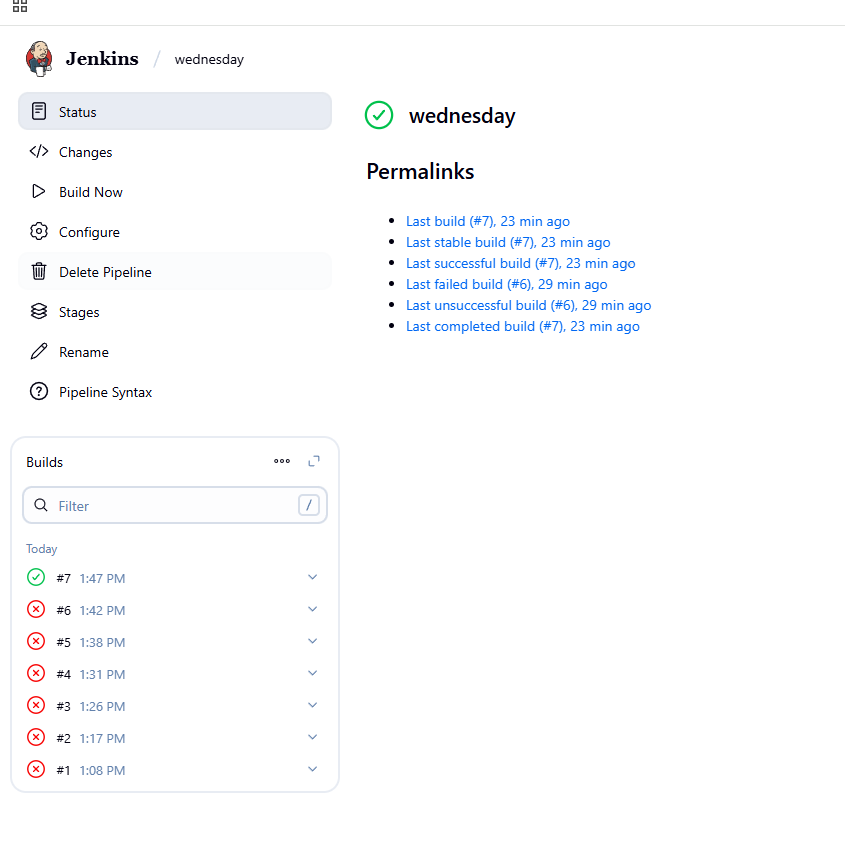 Jenkins / wednesday
Status
Changes
Build Now
Configure
Delete Pipeline
Stages
Rename
Pipeline Syntax
wednesday
Permalinks
Last build (#7), 23 min ago
Last stable build (#7), 23 min ago
Last successful build (#7), 23 min ago
Last failed build (#6), 29 min ago
Last unsuccessful build (#6), 29 min ago
Last completed build (#7), 23 min ago
Builds
Filter /
Today
#7 1:47 PM
#6 1:42 PM
#5 1:38 PM
#4 1:31 PM
#3 1:26 PM
#2 1:17 PM
#1 1:08 PM